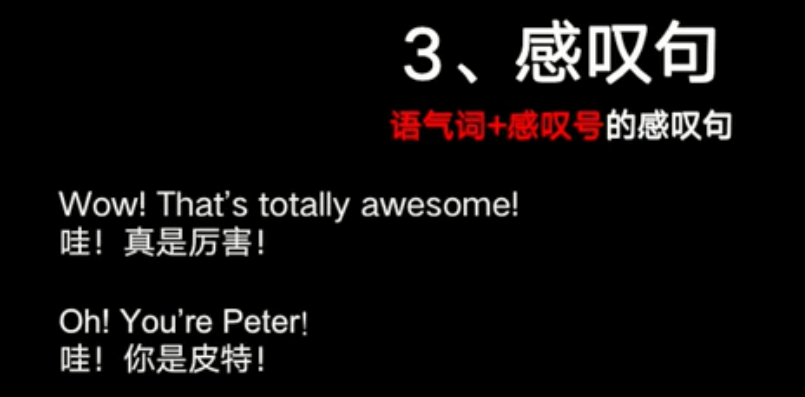 3、感叹句
语气词+感叹号的感叹句
Wow! That's totally awesome!
哇！真是厉害！
Oh! You're Peter!
哇！你是皮特！